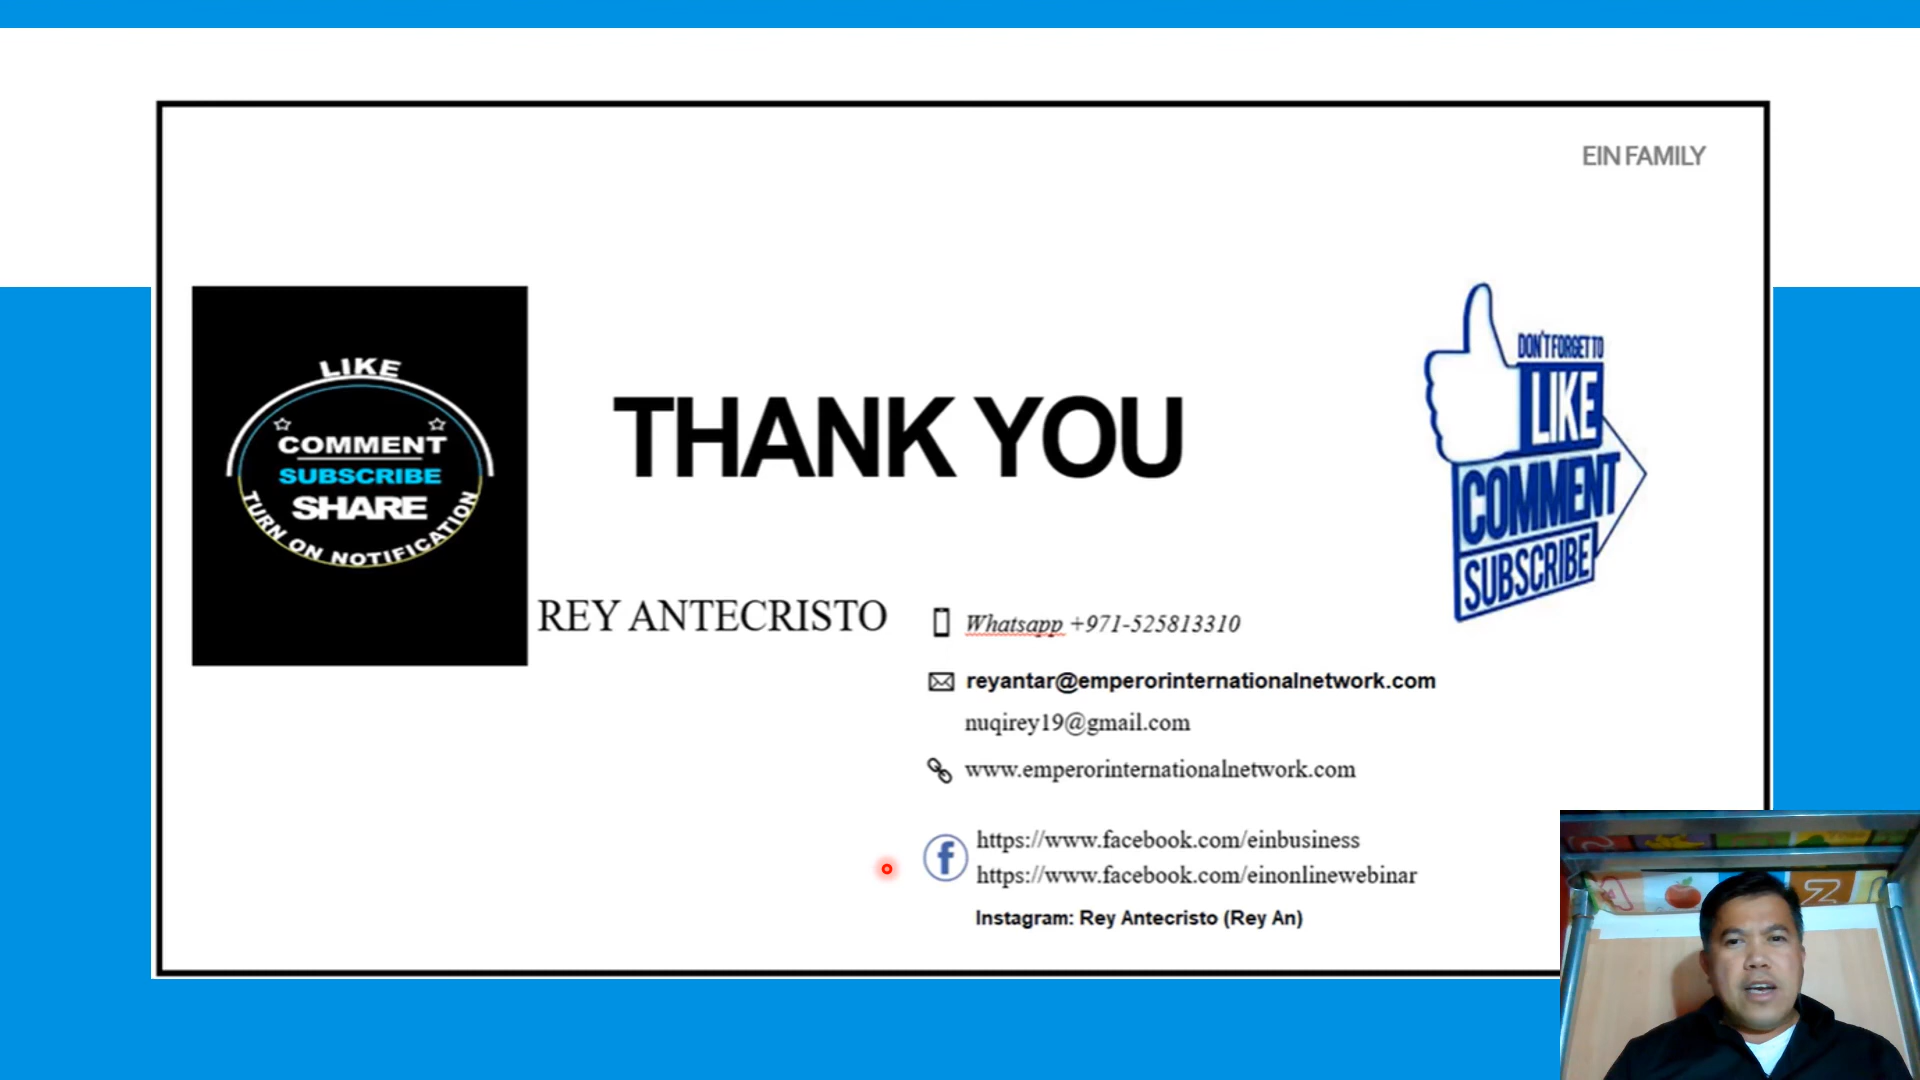 EIN FAMILY
LIKE
COMMENT
SUBSCRIBE
SHARE
TURN ON NOTIFICATION
THANK YOU
DON'T FORGET TO
LIKE
COMMENT
SUBSCRIBE
REY ANTECRISTO
Whatsapp +971-525813310
reyantar@emperorinternationalnetwork.com
nuqirey19@gmail.com
www.emperorinternationalnetwork.com
f
https://www.facebook.com/einbusiness
https://www.facebook.com/einonlinewebinar
Instagram: Rey Antecristo (Rey An)
Z